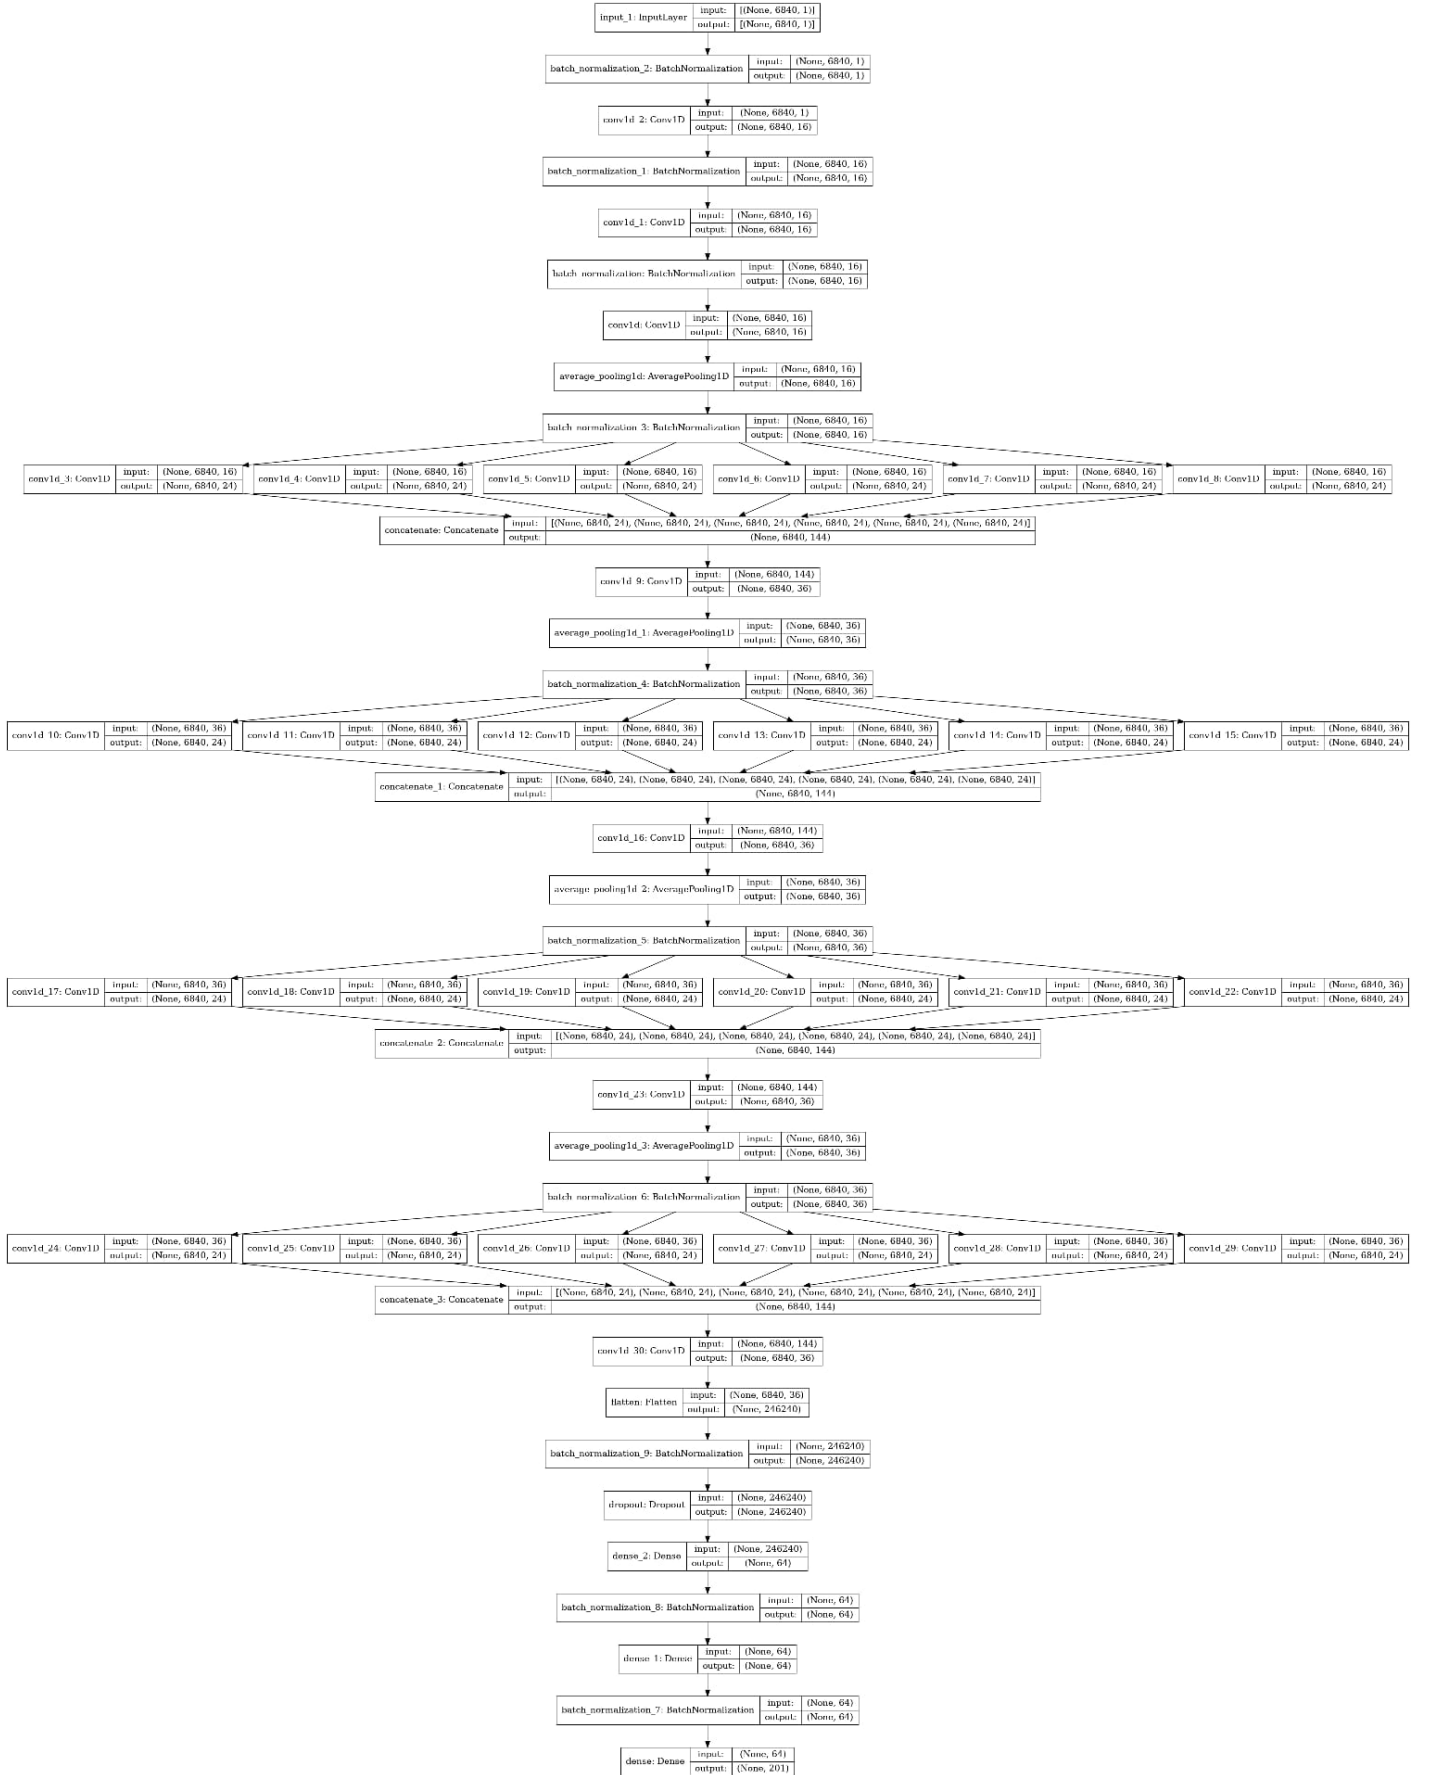 input_1: InputLayer input: [(None, 6840, 1)]
output: [(None, 6840, 1)]
batch_normalization_2: BatchNormalization input: (None, 6840, 1)
output: (None, 6840, 1)
conv1d_2: Conv1D input: (None, 6840, 1)
output: (None, 6840, 16)
batch_normalization_1: BatchNormalization input: (None, 6840, 16)
output: (None, 6840, 16)
conv1d_1: Conv1D input: (None, 6840, 16)
output: (None, 6840, 16)
batch_normalization: BatchNormalization input: (None, 6840, 16)
output: (None, 6840, 16)
conv1d: Conv1D input: (None, 6840, 16)
output: (None, 6840, 16)
average_pooling1d: AveragePooling1D input: (None, 6840, 16)
output: (None, 6840, 16)
batch_normalization_3: BatchNormalization input: (None, 6840, 16)
output: (None, 6840, 16)
conv1d_3: Conv1D input: (None, 6840, 16) conv1d_4: Conv1D input: (None, 6840, 16) conv1d_5: Conv1D input: (None, 6840, 16) conv1d_6: Conv1D input: (None, 6840, 16) conv1d_7: Conv1D input: (None, 6840, 16) conv1d_8: Conv1D input: (None, 6840, 16)
output: (None, 6840, 24) output: (None, 6840, 24) output: (None, 6840, 24) output: (None, 6840, 24) output: (None, 6840, 24) output: (None, 6840, 24)
concatenate: Concatenate input: [(None, 6840, 24), (None, 6840, 24), (None, 6840, 24), (None, 6840, 24), (None, 6840, 24), (None, 6840, 24)]
output: (None, 6840, 144)
conv1d_9: Conv1D input: (None, 6840, 144)
output: (None, 6840, 36)
average_pooling1d_1: AveragePooling1D input: (None, 6840, 36)
output: (None, 6840, 36)
batch_normalization_4: BatchNormalization input: (None, 6840, 36)
output: (None, 6840, 36)
conv1d_10: Conv1D input: (None, 6840, 36) conv1d_11: Conv1D input: (None, 6840, 36) conv1d_12: Conv1D input: (None, 6840, 36) conv1d_13: Conv1D input: (None, 6840, 36) conv1d_14: Conv1D input: (None, 6840, 36) conv1d_15: Conv1D input: (None, 6840, 36)
output: (None, 6840, 24) output: (None, 6840, 24) output: (None, 6840, 24) output: (None, 6840, 24) output: (None, 6840, 24) output: (None, 6840, 24)
concatenate_1: Concatenate input: [(None, 6840, 24), (None, 6840, 24), (None, 6840, 24), (None, 6840, 24), (None, 6840, 24), (None, 6840, 24)]
output: (None, 6840, 144)
conv1d_16: Conv1D input: (None, 6840, 144)
output: (None, 6840, 36)
average_pooling1d_2: AveragePooling1D input: (None, 6840, 36)
output: (None, 6840, 36)
batch_normalization_5: BatchNormalization input: (None, 6840, 36)
output: (None, 6840, 36)
conv1d_17: Conv1D input: (None, 6840, 36) conv1d_18: Conv1D input: (None, 6840, 36) conv1d_19: Conv1D input: (None, 6840, 36) conv1d_20: Conv1D input: (None, 6840, 36) conv1d_21: Conv1D input: (None, 6840, 36) conv1d_22: Conv1D input: (None, 6840, 36)
output: (None, 6840, 24) output: (None, 6840, 24) output: (None, 6840, 24) output: (None, 6840, 24) output: (None, 6840, 24) output: (None, 6840, 24)
concatenate_2: Concatenate input: [(None, 6840, 24), (None, 6840, 24), (None, 6840, 24), (None, 6840, 24), (None, 6840, 24), (None, 6840, 24)]
output: (None, 6840, 144)
conv1d_23: Conv1D input: (None, 6840, 144)
output: (None, 6840, 36)
average_pooling1d_3: AveragePooling1D input: (None, 6840, 36)
output: (None, 6840, 36)
batch_normalization_6: BatchNormalization input: (None, 6840, 36)
output: (None, 6840, 36)
conv1d_24: Conv1D input: (None, 6840, 36) conv1d_25: Conv1D input: (None, 6840, 36) conv1d_26: Conv1D input: (None, 6840, 36) conv1d_27: Conv1D input: (None, 6840, 36) conv1d_28: Conv1D input: (None, 6840, 36) conv1d_29: Conv1D input: (None, 6840, 36)
output: (None, 6840, 24) output: (None, 6840, 24) output: (None, 6840, 24) output: (None, 6840, 24) output: (None, 6840, 24) output: (None, 6840, 24)
concatenate_3: Concatenate input: [(None, 6840, 24), (None, 6840, 24), (None, 6840, 24), (None, 6840, 24), (None, 6840, 24), (None, 6840, 24)]
output: (None, 6840, 144)
conv1d_30: Conv1D input: (None, 6840, 144)
output: (None, 6840, 36)
flatten: Flatten input: (None, 6840, 36)
output: (None, 246240)
batch_normalization_9: BatchNormalization input: (None, 246240)
output: (None, 246240)
dropout: Dropout input: (None, 246240)
output: (None, 246240)
dense_2: Dense input: (None, 246240)
output: (None, 64)
batch_normalization_8: BatchNormalization input: (None, 64)
output: (None, 64)
dense_1: Dense input: (None, 64)
output: (None, 64)
batch_normalization_7: BatchNormalization input: (None, 64)
output: (None, 64)
dense: Dense input: (None, 64)
output: (None, 201)